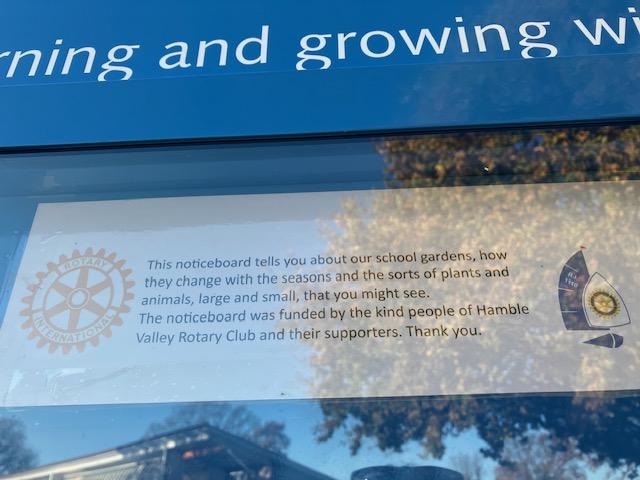 rning and growing wi
This noticeboard tells you about our school gardens, how
they change with the seasons and the sorts of plants and
animals, large and small, that you might see.
The noticeboard was funded by the kind people of Hamble
Valley Rotary Club and their supporters. Thank you.
ROTARY
INTERNATIONAL